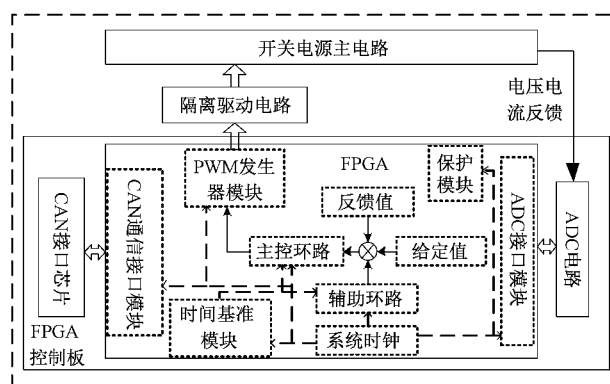 开关电源主电路
隔离驱动电路
电压电
流反馈
PWM发生
器模块
FPGA
保护
模块
反馈值
CAN接口芯片
CAN通信接口模块
主控环路
给定值
ADC接口模块
ADC电路
时间基准
模块
辅助环路
系统时钟
FPGA
控制板